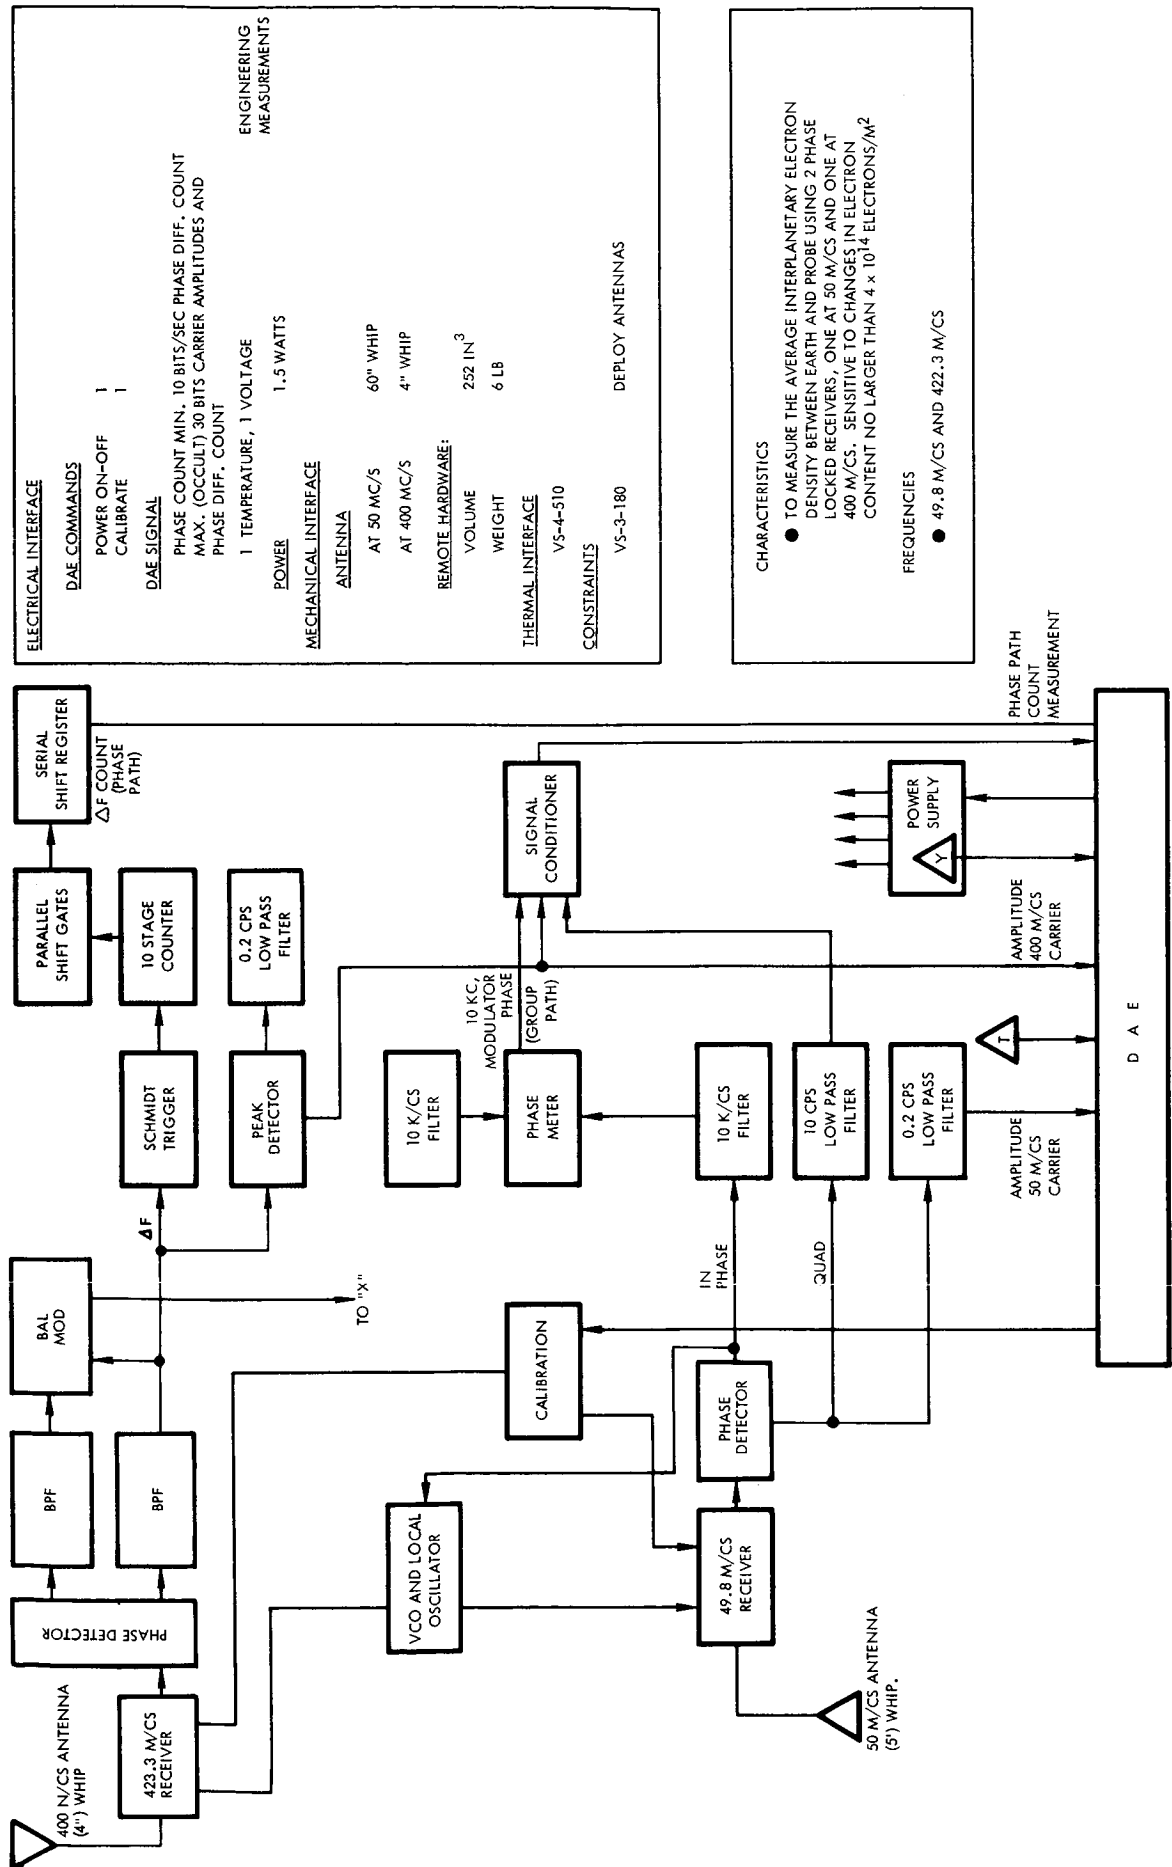 400 N/CS ANTENNA
(4") WHIP
423.3 M/CS
RECEIVER
PHASE DETECTOR
BPF
BPF
BAL
MOD
TO "X"
ΔF
SCHMIDT
TRIGGER
PEAK
DETECTOR
PARALLEL
SHIFT GATES
10 STAGE
COUNTER
0.2 CPS
LOW PASS
FILTER
SERIAL
SHIFT REGISTER
ΔF COUNT
(PHASE
PATH)
VCO AND LOCAL
OSCILLATOR
CALIBRATION
10 K/CS
FILTER
PHASE
METER
10 KC,
MODULATOR
PHASE
(GROUP
PATH)
SIGNAL
CONDITIONER
50 M/CS ANTENNA
(5') WHIP.
49.8 M/CS
RECEIVER
PHASE
DETECTOR
IN
PHASE
QUAD
10 K/CS
FILTER
10 CPS
LOW PASS
FILTER
0.2 CPS
LOW PASS
FILTER
AMPLITUDE
50 M/CS
CARRIER
T
AMPLITUDE
400 M/CS
CARRIER
POWER
SUPPLY
Y
PHASE PATH
COUNT
MEASUREMENT
D A E
ELECTRICAL INTERFACE
DAE COMMANDS
POWER ON-OFF 1
CALIBRATE 1
DAE SIGNAL
PHASE COUNT MIN. 10 BITS/SEC PHASE DIFF. COUNT
MAX. (OCCULT) 30 BITS CARRIER AMPLITUDES AND
PHASE DIFF. COUNT
1 TEMPERATURE, 1 VOLTAGE ENGINEERING
MEASUREMENTS
POWER 1.5 WATTS
MECHANICAL INTERFACE
ANTENNA
AT 50 MC/S 60" WHIP
AT 400 MC/S 4" WHIP
REMOTE HARDWARE:
VOLUME 252 IN³
WEIGHT 6 LB
THERMAL INTERFACE
VS-4-510
CONSTRAINTS
VS-3-180 DEPLOY ANTENNAS
CHARACTERISTICS
● TO MEASURE THE AVERAGE INTERPLANETARY ELECTRON
DENSITY BETWEEN EARTH AND PROBE USING 2 PHASE
LOCKED RECEIVERS, ONE AT 50 M/CS AND ONE AT
400 M/CS. SENSITIVE TO CHANGES IN ELECTRON
CONTENT NO LARGER THAN 4 x 10¹⁴ ELECTRONS/M²
FREQUENCIES
● 49.8 M/CS AND 422.3 M/CS